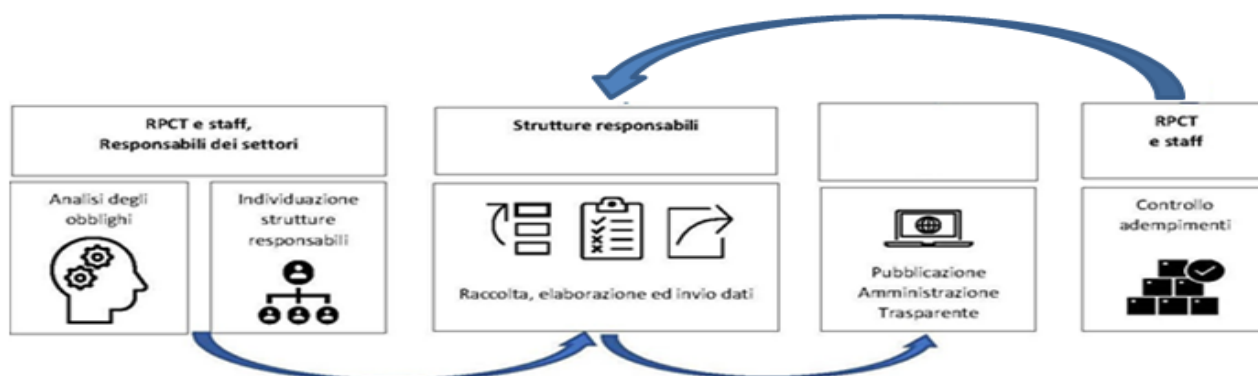 RPCT e staff,
Responsabili dei settori
Analisi degli
obblighi
Individuazione
strutture
responsabili
Strutture responsabili
Raccolta, elaborazione ed invio dati
Pubblicazione
Amministrazione
Trasparente
RPCT
e staff
Controllo
adempimenti